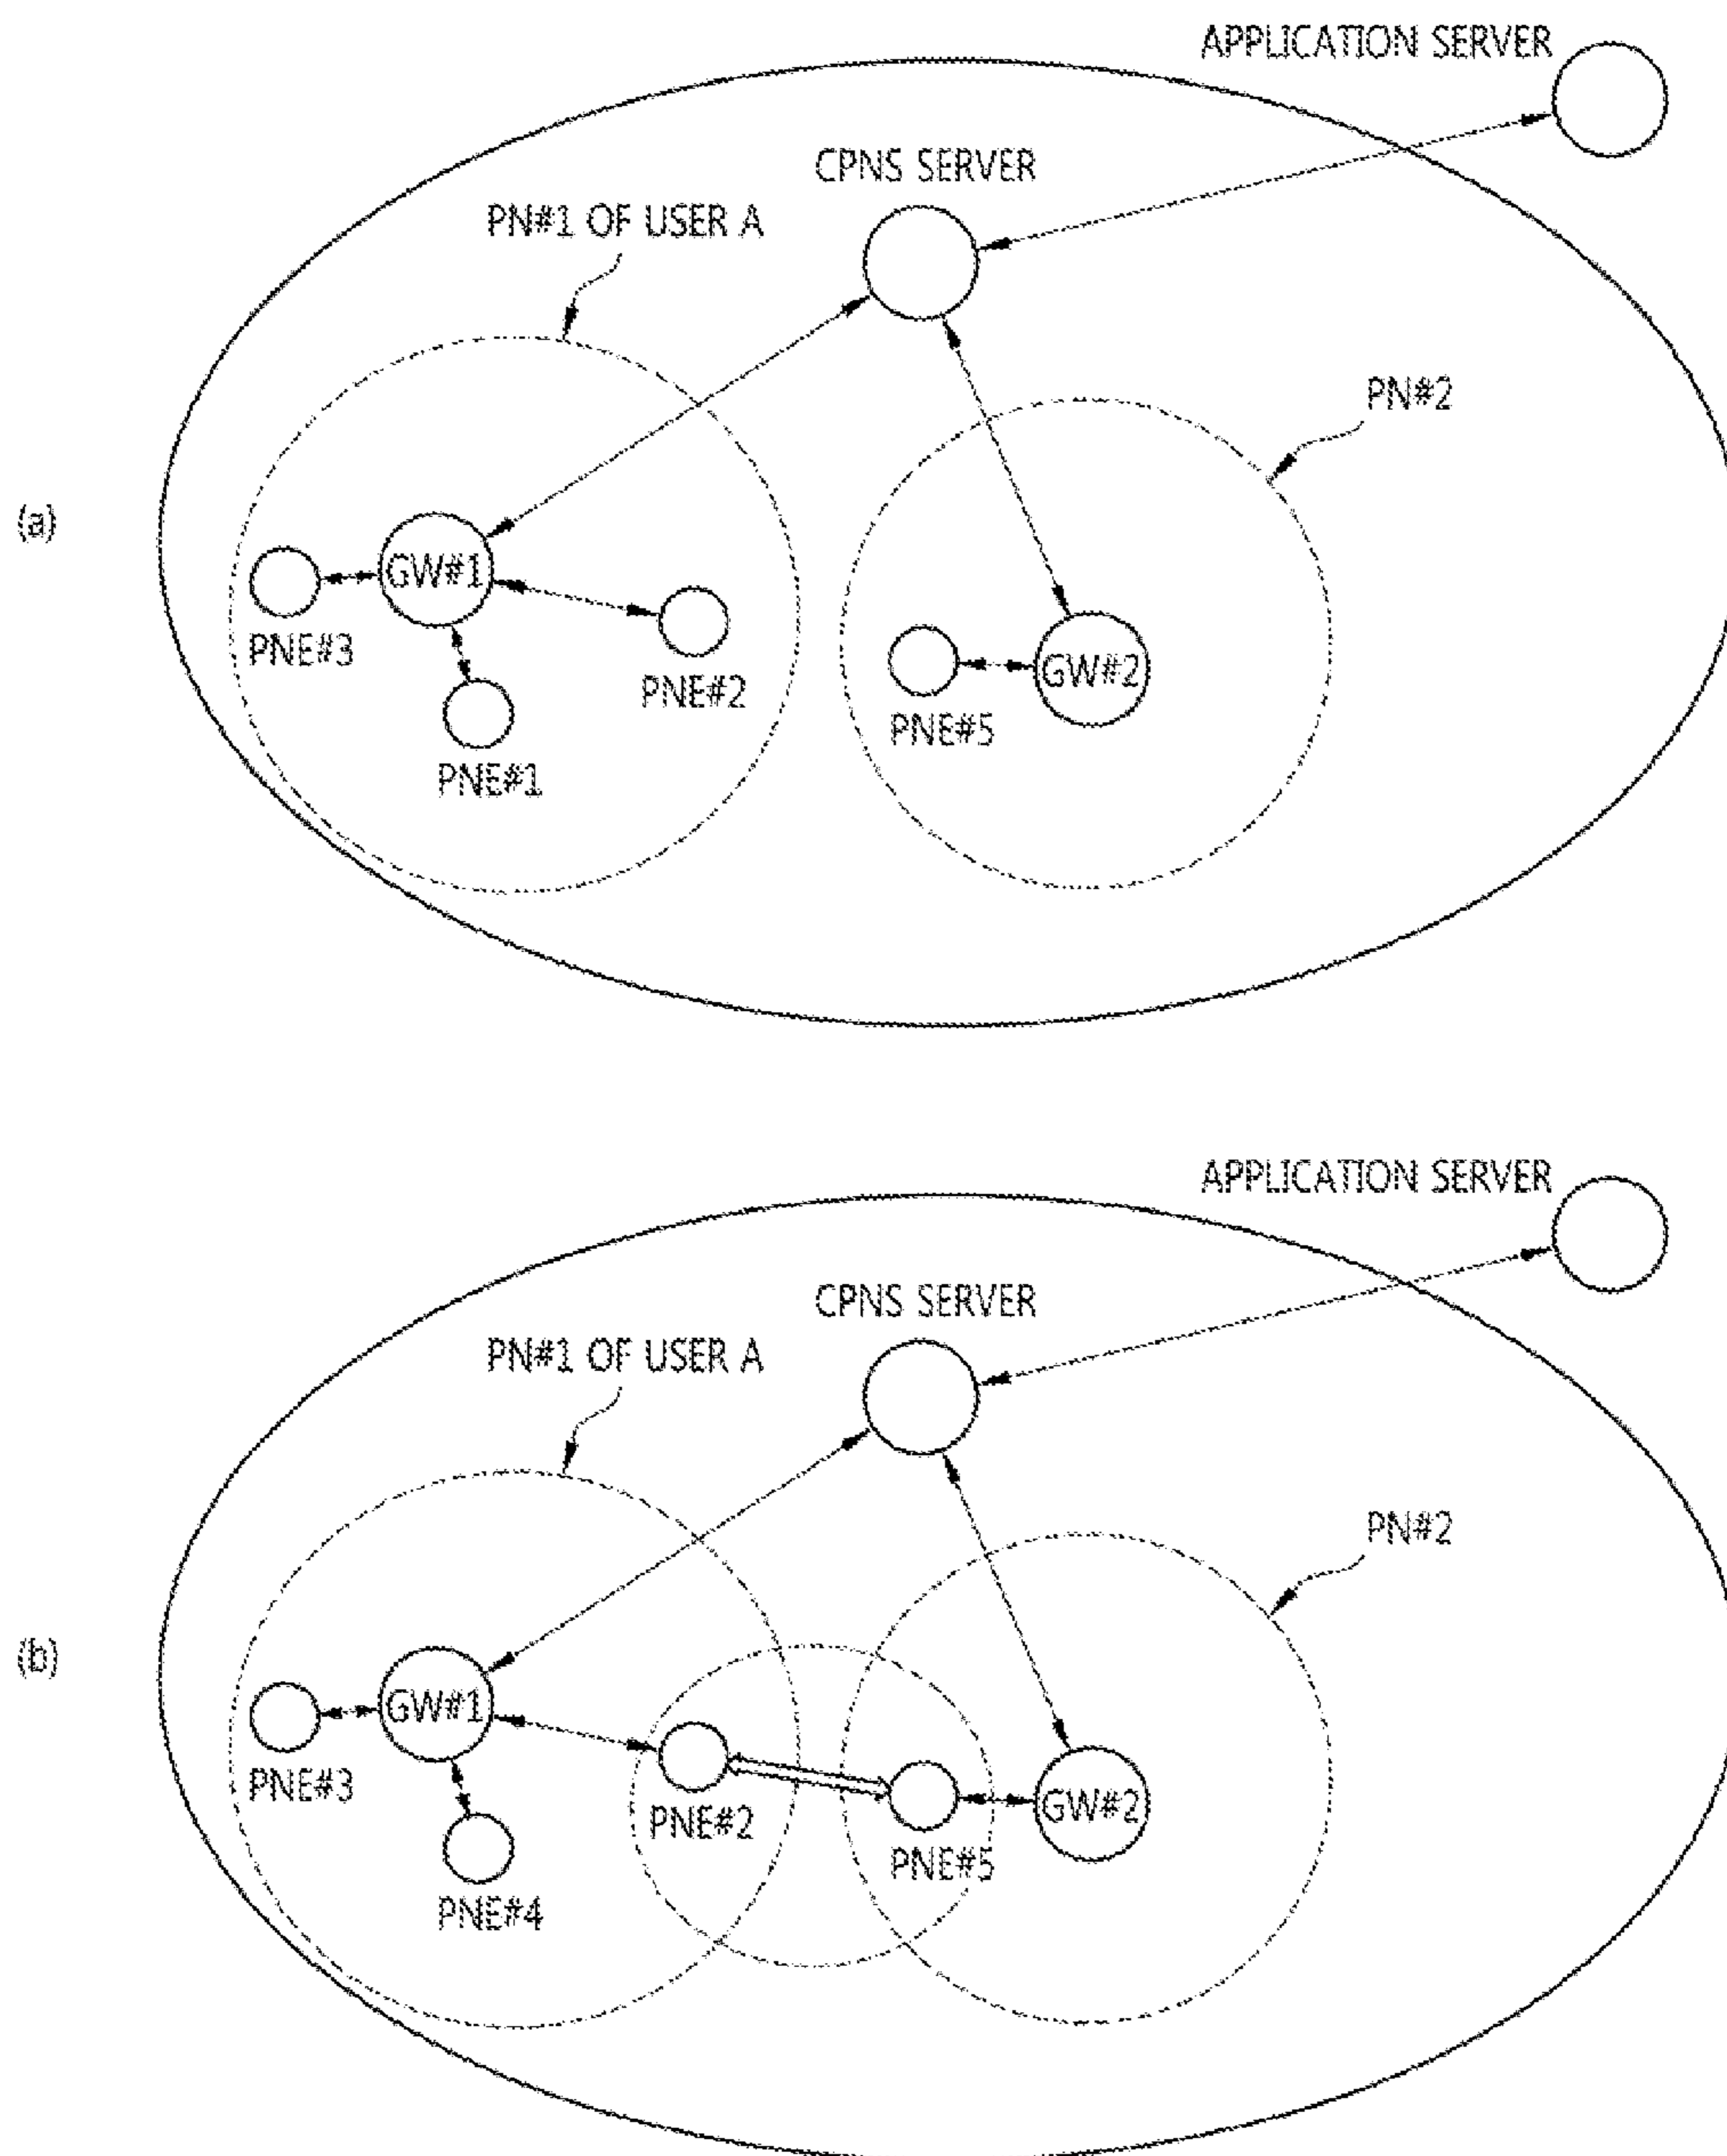 APPLICATION SERVER
CPNS SERVER
PN#1 OF USER A
PN#2
(a)
GW#1
PNE#3
PNE#2
GW#2
PNE#5
PNE#1
APPLICATION SERVER
CPNS SERVER
PN#1 OF USER A
PN#2
(b)
GW#1
PNE#3
PNE#2
GW#2
PNE#5
PNE#4